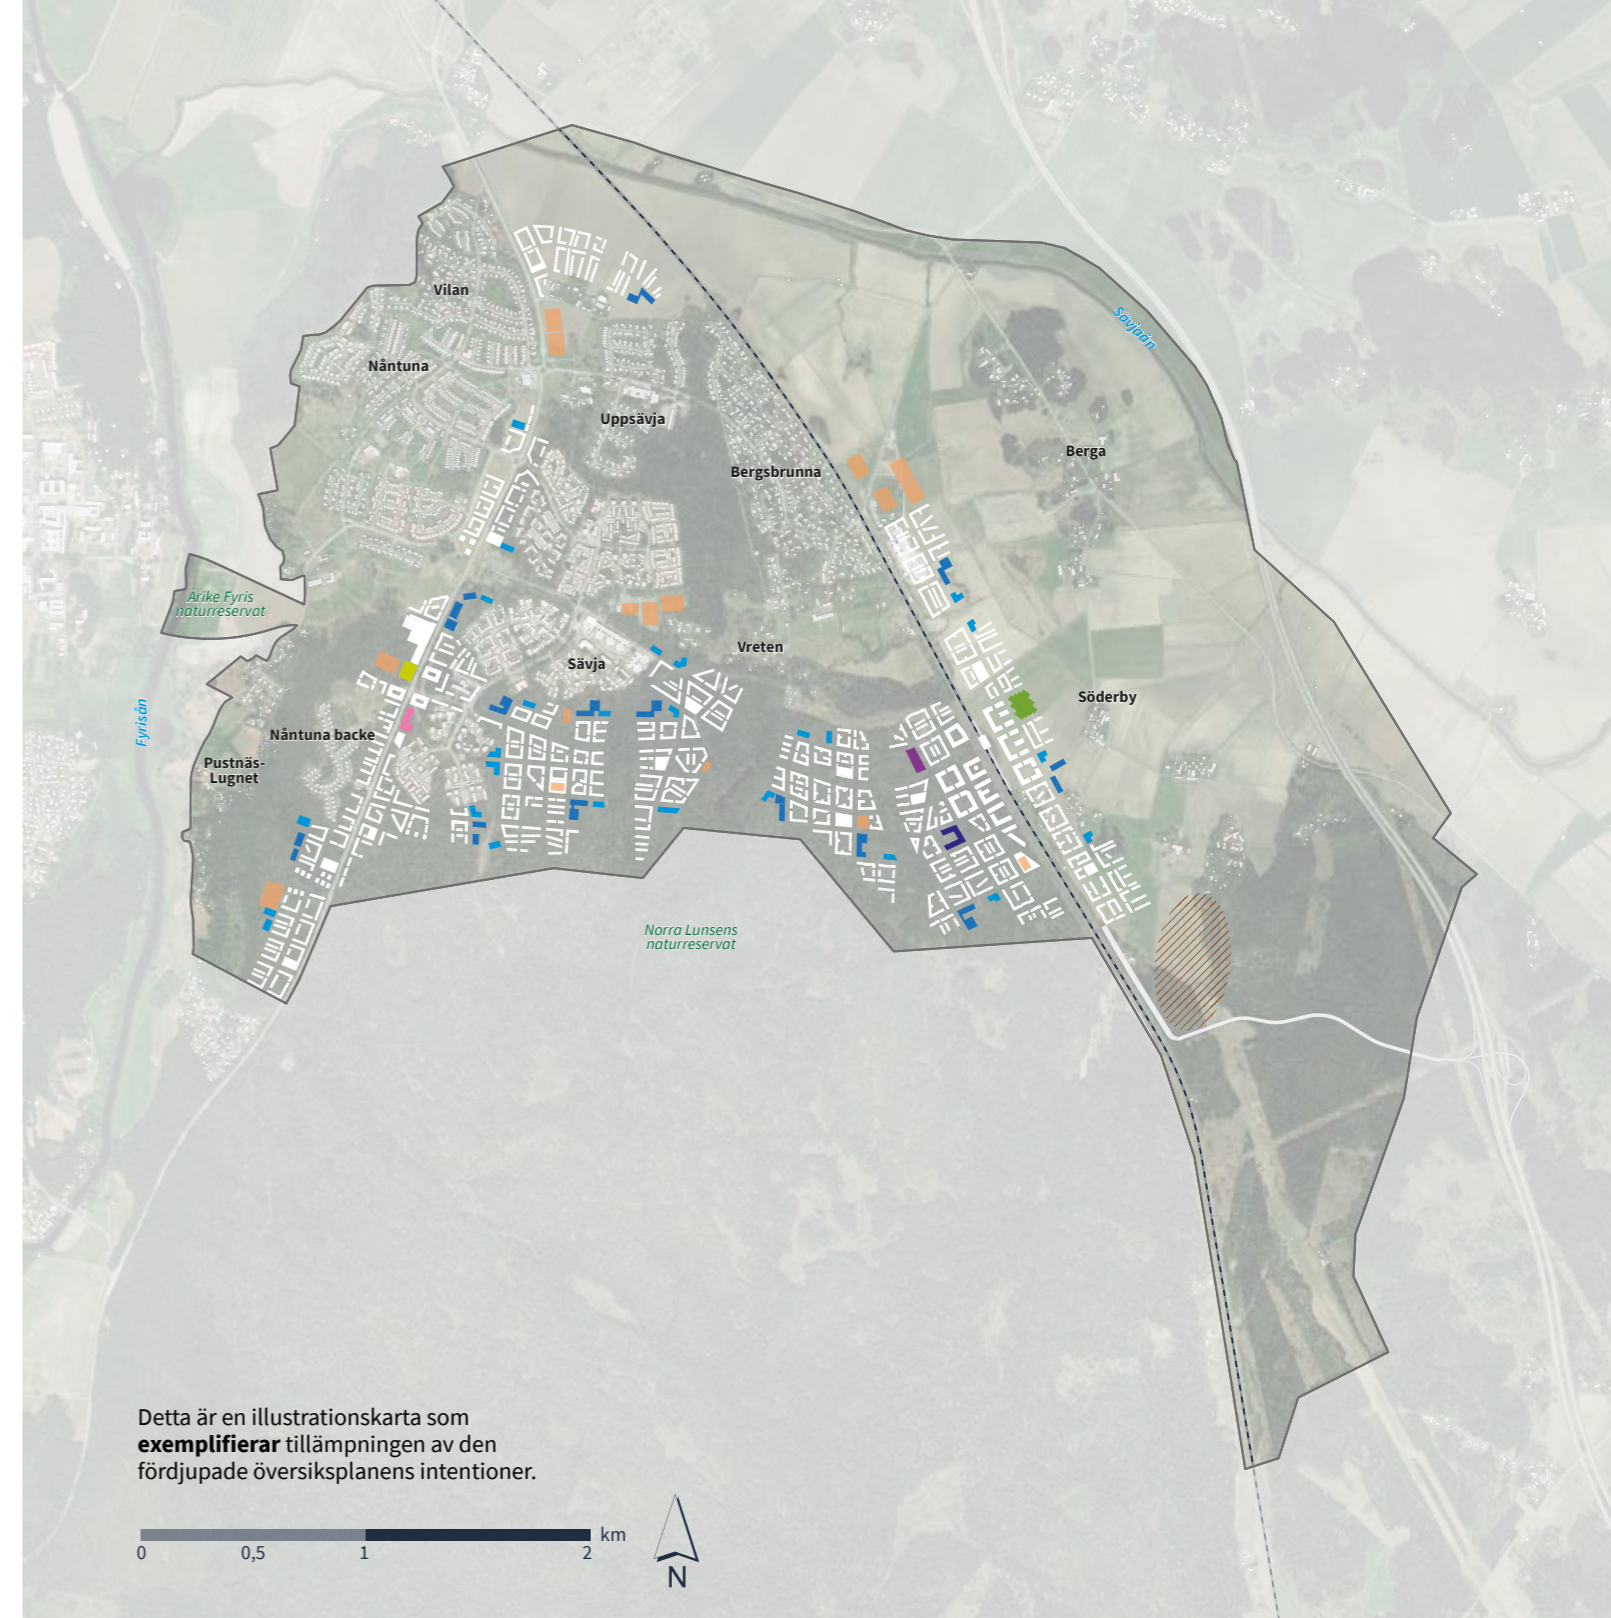 Vilan
Sävjaån
Nåntuna
Uppsävja
Berga
Bergsbrunna
Årike Fyris
naturreservat
Vreten
Sävja
Söderby
Fyrisån
Nåntuna backe
Pustnäs-
Lugnet
Norra Lunsens
naturreservat
Detta är en illustrationskarta som
exemplifierar tillämpningen av den
fördjupade översiksplanens intentioner.
km
0 0,5 1 2
N